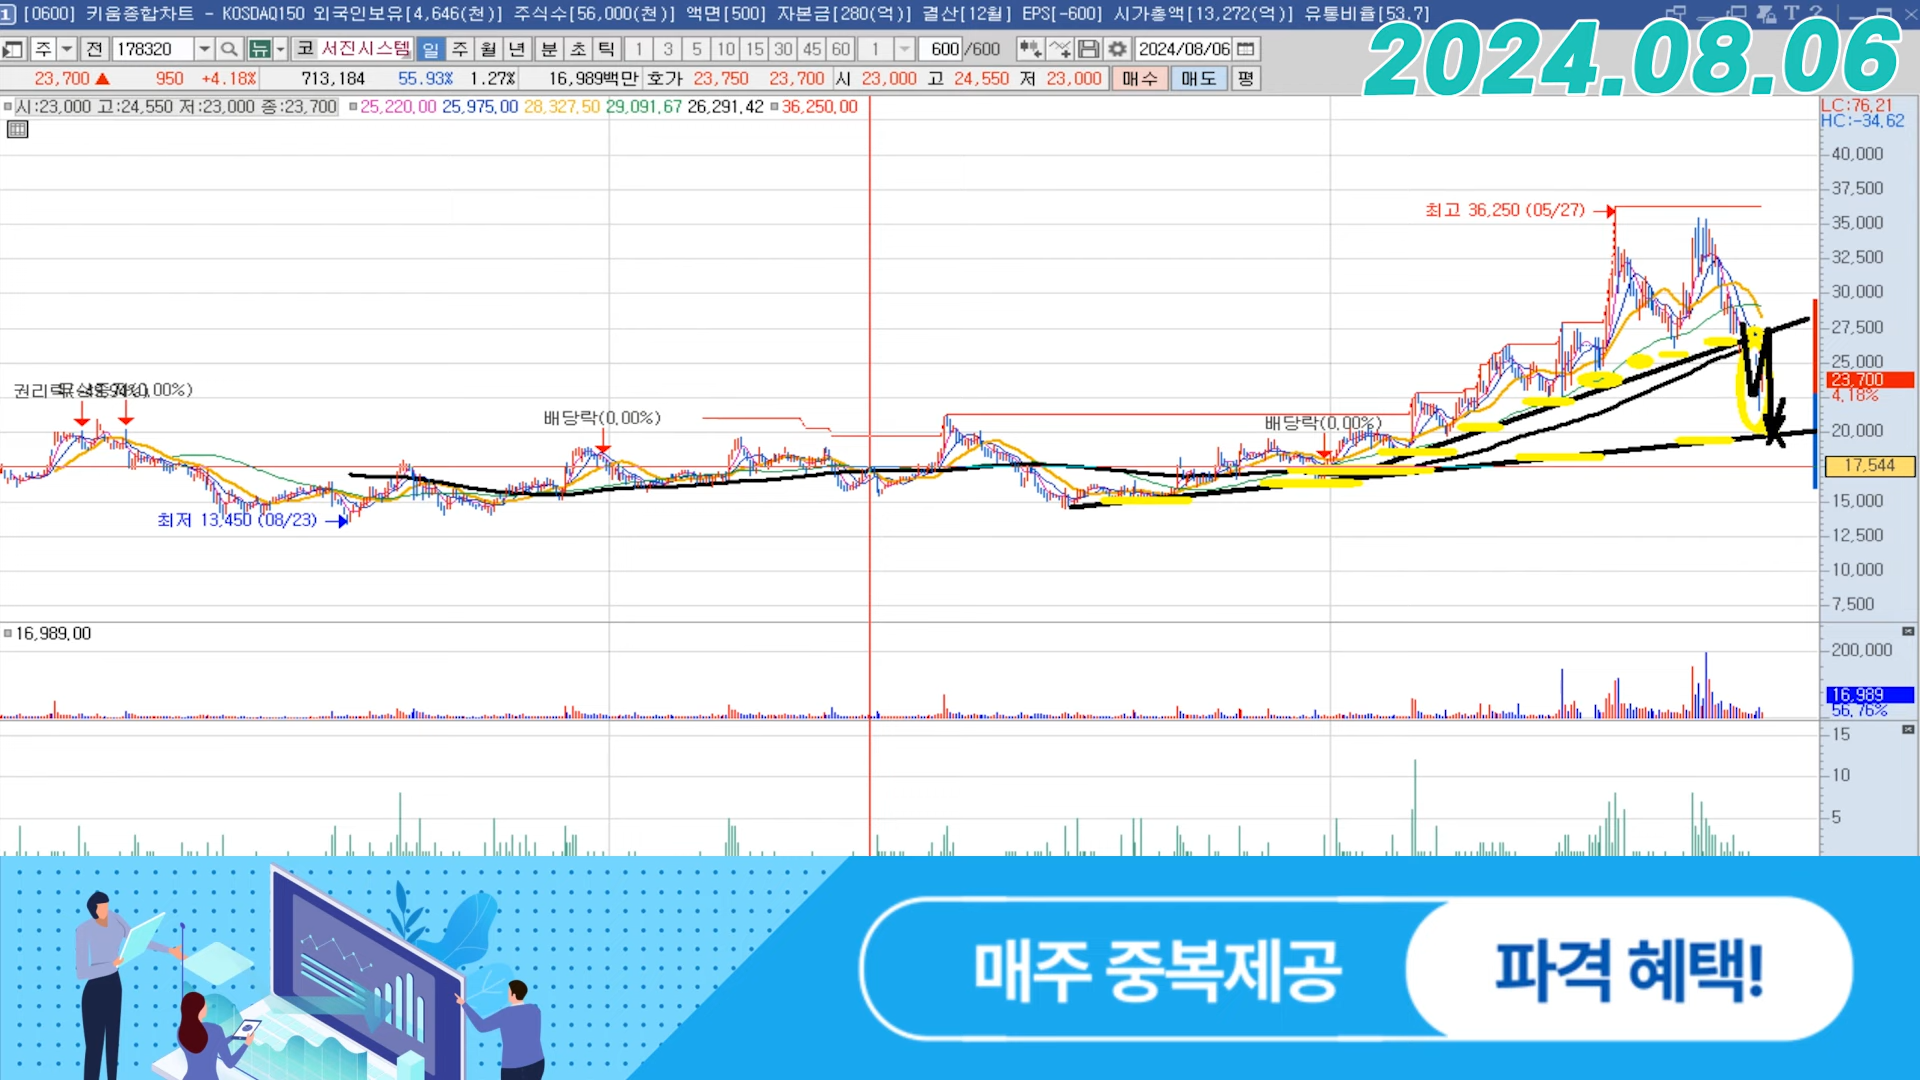 1 [0600] 키움종합차트 - KOSDAQ150 외국인보유[4,646(천)] 주식수[56,000(천)] 액면[500] 자본금[280(억)] 결산[12월] EPS[-600] 시가총액[13,272(억)] 유통비율[53.7]
2024.08.06
주 전 178320 뉴 코 서진시스템 일 주 월 년 분 초 틱 1 3 5 10 15 30 45 60 1 600 /600 2024/08/06
23,700 ▲ 950 +4.18% 713,184 55.93% 1.27% 16,989백만 호가 23,750 23,700 시 23,000 고 24,550 저 23,000 매수 매도 평
시:23,000 고:24,550 저:23,000 종:23,700 25,220.00 25,975.00 28,327.50 29,091.67 26,291.42 36,250.00
LC:76.21
HC:-34.62
40,000
37,500
최고 36,250 (05/27)
35,000
32,500
30,000
27,500
25,000
23,700
4.18%
배당락(0.00%)
배당락(0.00%)
20,000
17,544
최저 13,450 (08/23)
15,000
12,500
10,000
7,500
16,989.00
200,000
16,989
56.76%
15
10
5
매주 중복제공
파격 혜택!